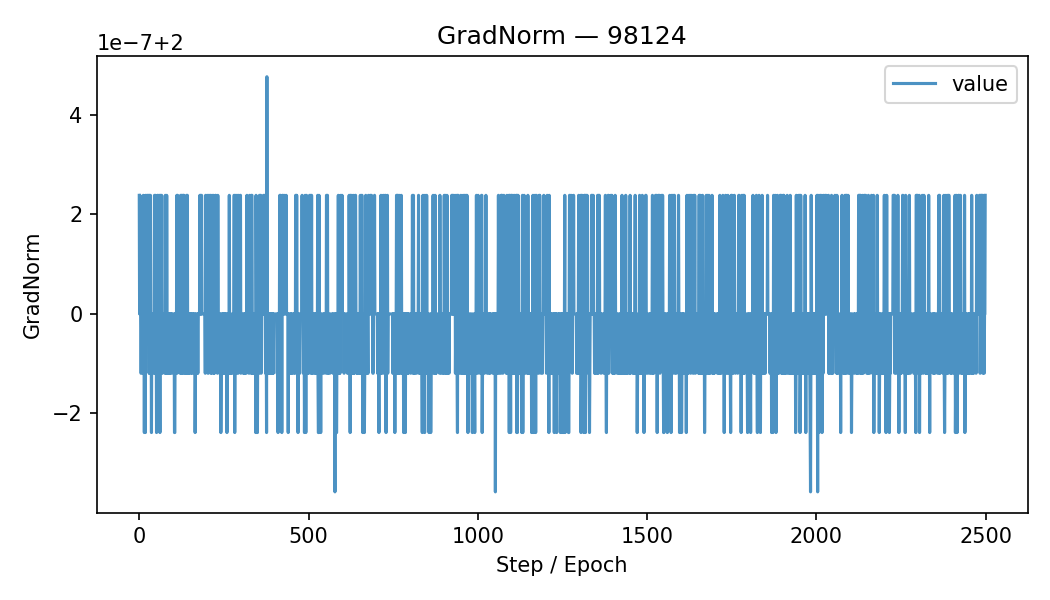 GradNorm — 98124
1e−7+2
value
4
2
0
−2
GradNorm
0 500 1000 1500 2000 2500
Step / Epoch